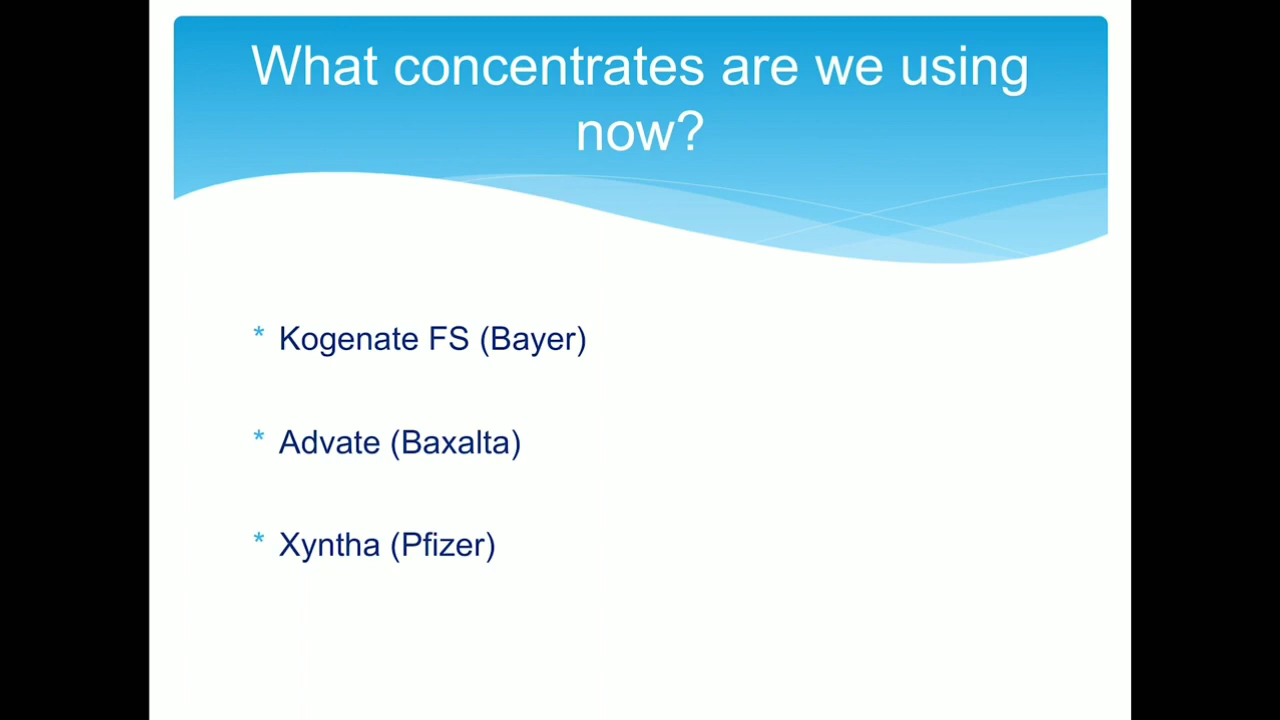 What concentrates are we using
now?
* Kogenate FS (Bayer)
* Advate (Baxalta)
* Xyntha (Pfizer)